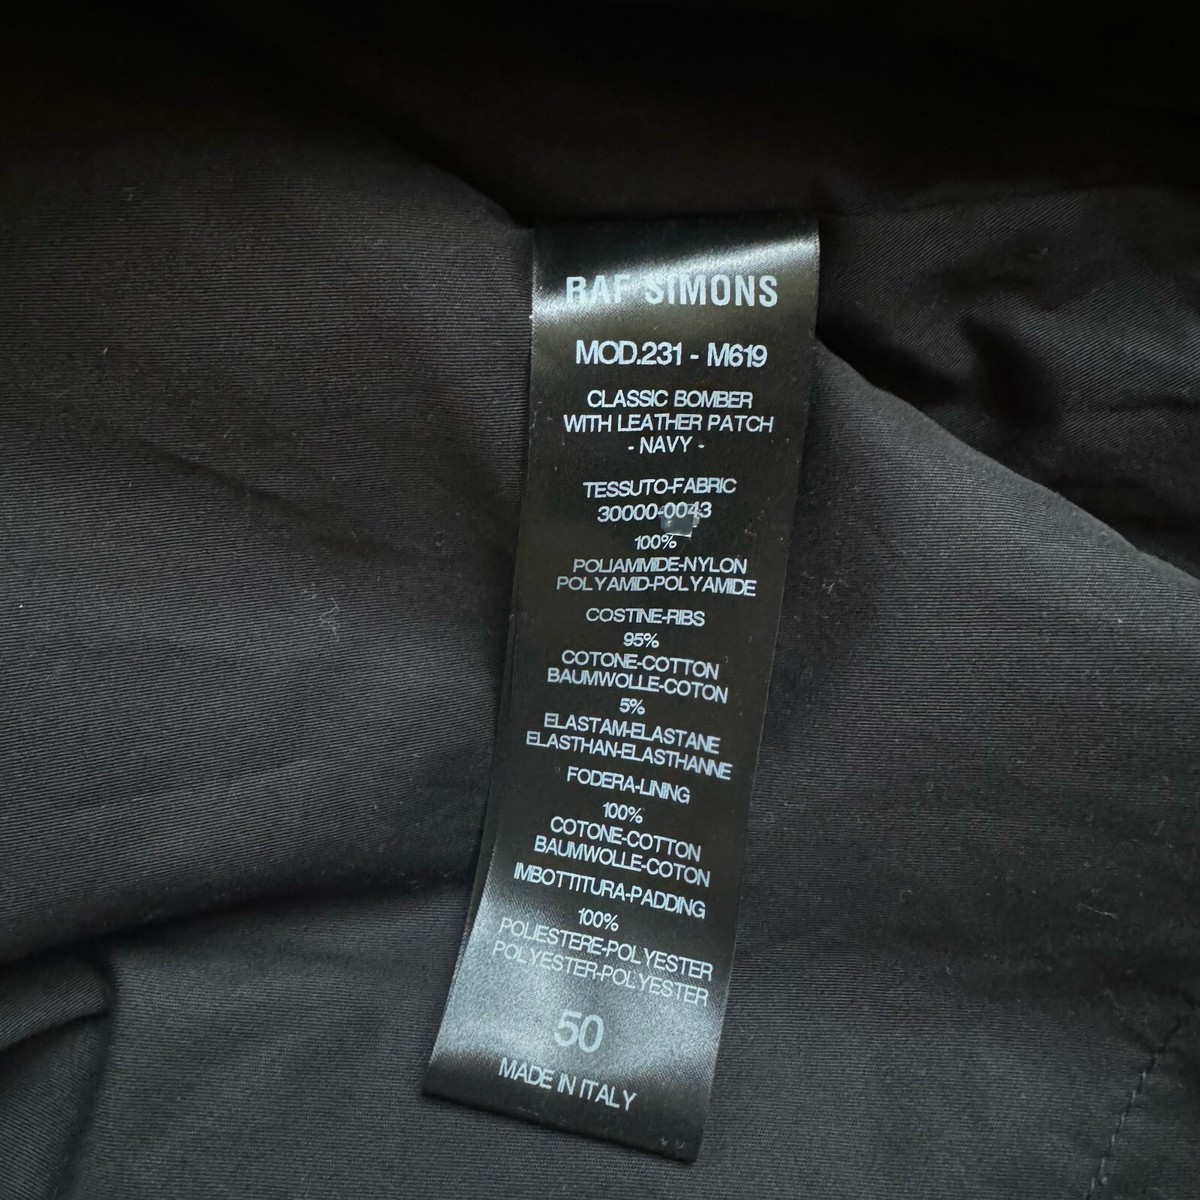 RAF SIMONS
MOD.231 - M619
CLASSIC BOMBER
WITH LEATHER PATCH
- NAVY -
TESSUTO-FABRIC
30000-0043
100%
POLIAMMIDE-NYLON
POLYAMID-POLYAMIDE
COSTINE-RIBS
95%
COTONE-COTTON
BAUMWOLLE-COTON
5%
ELASTAM-ELASTANE
ELASTHAN-ELASTHANNE
FODERA-LINING
100%
COTONE-COTTON
BAUMWOLLE-COTON
IMBOTTITURA-PADDING
100%
POLIESTERE-POLYESTER
POLYESTER-POLYESTER
50
MADE IN ITALY